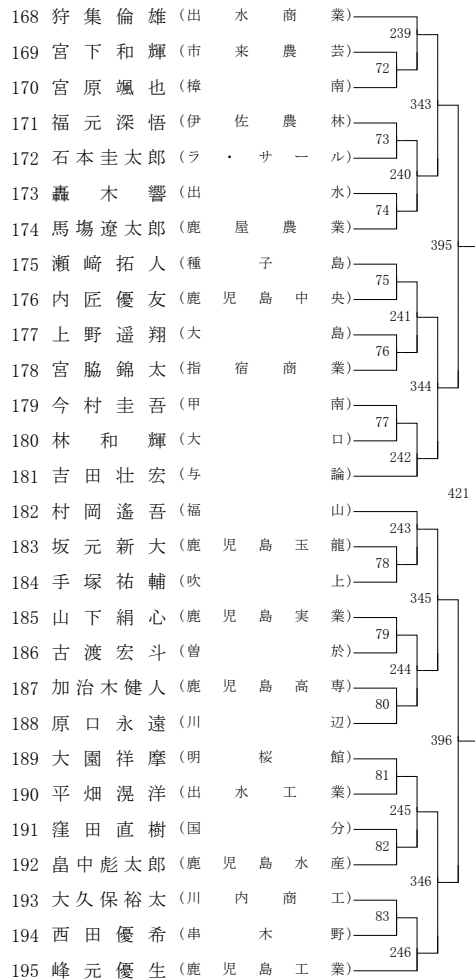 168 狩集倫雄 (出水商業)
239
169 宮下和輝 (市来農芸)
72
170 宮原颯也 (樟南)
343
171 福元深悟 (伊佐農林)
73
172 石本圭太郎 (ラ・サール)
240
173 轟木響 (出水)
74
174 馬場遼太郎 (鹿屋農業)
395
175 瀬﨑拓人 (種子島)
75
176 内匠優友 (鹿児島中央)
241
177 上野遥翔 (大島)
76
178 宮脇錦太 (指宿商業)
344
179 今村圭吾 (甲南)
77
180 林和輝 (大口)
242
181 吉田壮宏 (与論)
421
182 村岡遙吾 (福山)
243
183 坂元新大 (鹿児島玉龍)
78
184 手塚祐輔 (吹上)
345
185 山下絹心 (鹿児島実業)
79
186 古渡宏斗 (曽於)
244
187 加治木健人 (鹿児島高専)
80
188 原口永遠 (川辺)
396
189 大園祥摩 (明桜館)
81
190 平畑滉洋 (出水工業)
245
191 窪田直樹 (国分)
82
192 畠中彪太郎 (鹿児島水産)
346
193 大久保裕太 (川内商工)
83
194 西田優希 (串木野)
246
195 峰元優生 (鹿児島工業)